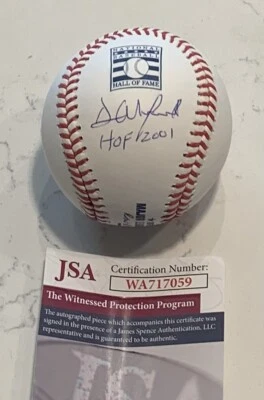 NATIONAL
BASEBALL
HALL OF FAME
HOF 2001
JSA
Certification Number:
WA717059
The Witnessed Protection Program
The autographed piece which accompanies this certificate was
signed in the presence of a James Spence Authentication, LLC
representative and is guaranteed to be authentic.